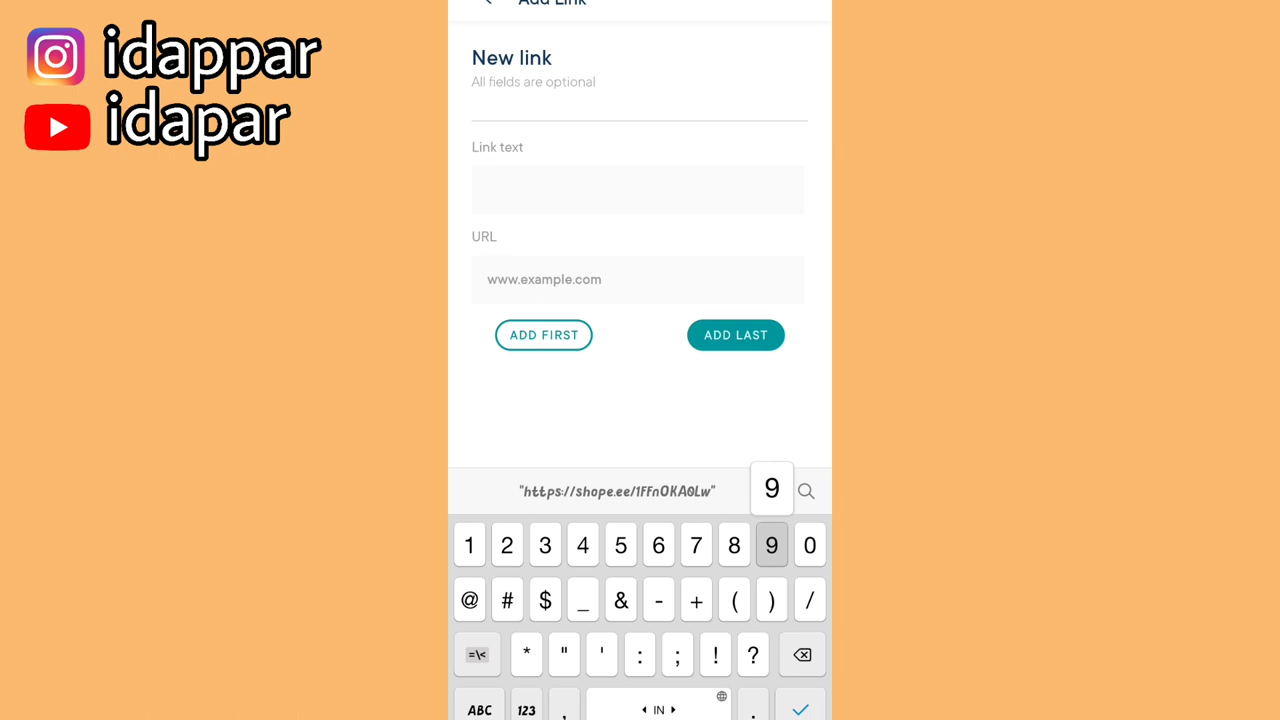 idappar
idapar
Add Link
New link
All fields are optional
Link text
URL
www.example.com
ADD FIRST
ADD LAST
"https://shope.ee/1FFnOKA0Lw"
9
1 2 3 4 5 6 7 8 9 0
@ # $ _ & - + ( ) /
=\< * " ' : ; ! ?
ABC 123 , IN .